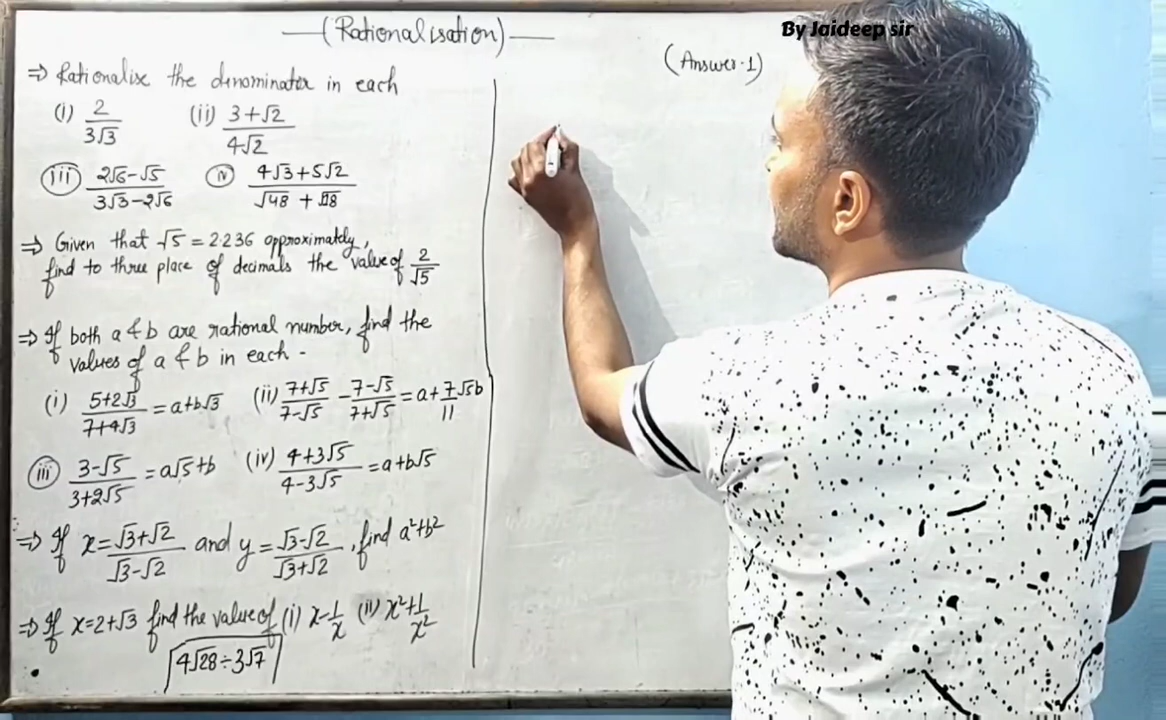 (Rationalisation)
By Jaideep sir
(Answer.1)
⇒ Rationalise the denominator in each
(i) 2/3√3 (ii) (3+√2)/4√2
(iii) (2√6-√5)/(3√3-2√6) (iv) (4√3+5√2)/(√48+√18)
⇒ Given that √5 = 2.236 approximately,
find to three place of decimals the value of 2/√5
⇒ If both a & b are rational number, find the
values of a & b in each -
(i) (5+2√3)/(7+4√3) = a+b√3 (ii) (7+√5)/(7-√5) - (7-√5)/(7+√5) = a+7/11 √5b
(iii) (3-√5)/(3+2√5) = a√5+b (iv) (4+3√5)/(4-3√5) = a+b√5
⇒ If x = (√3+√2)/(√3-√2) and y = (√3-√2)/(√3+√2), find a²+b²
⇒ If x=2+√3 find the value of (i) x-1/x (ii) x²+1/x²
4√28÷3√7